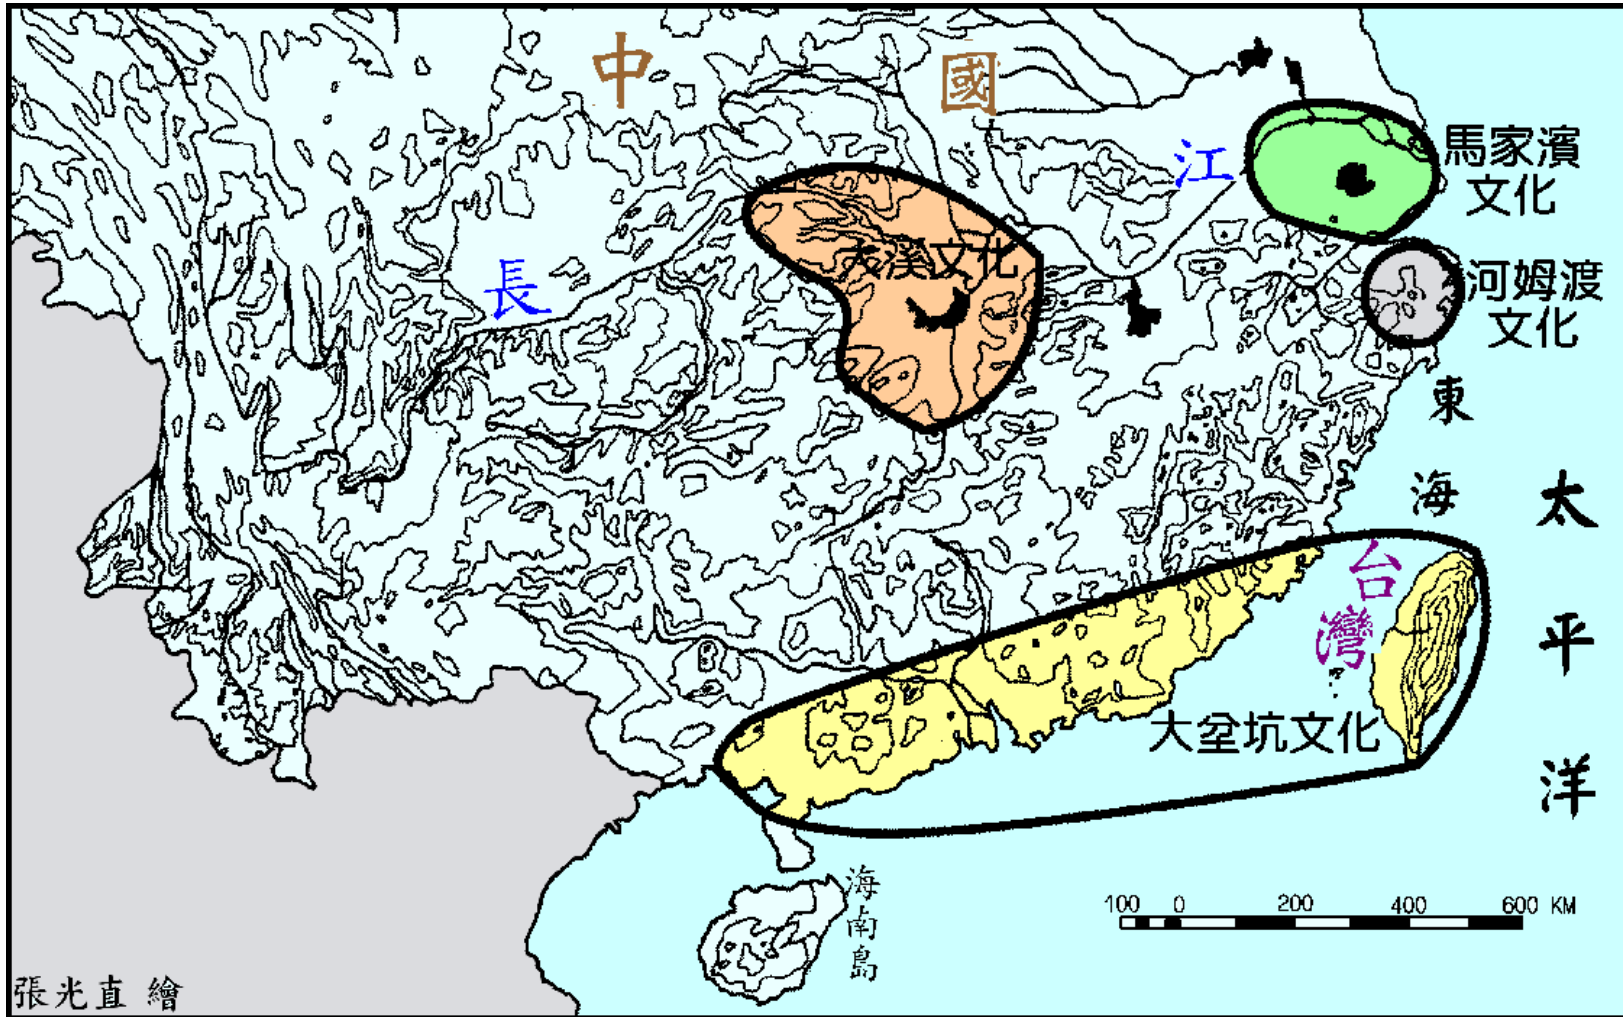 中國
長江
馬家濱
文化
大溪文化
河姆渡
文化
東海
太平洋
台灣
大坌坑文化
海南島
100 0 200 400 600 KM
張光直 繪